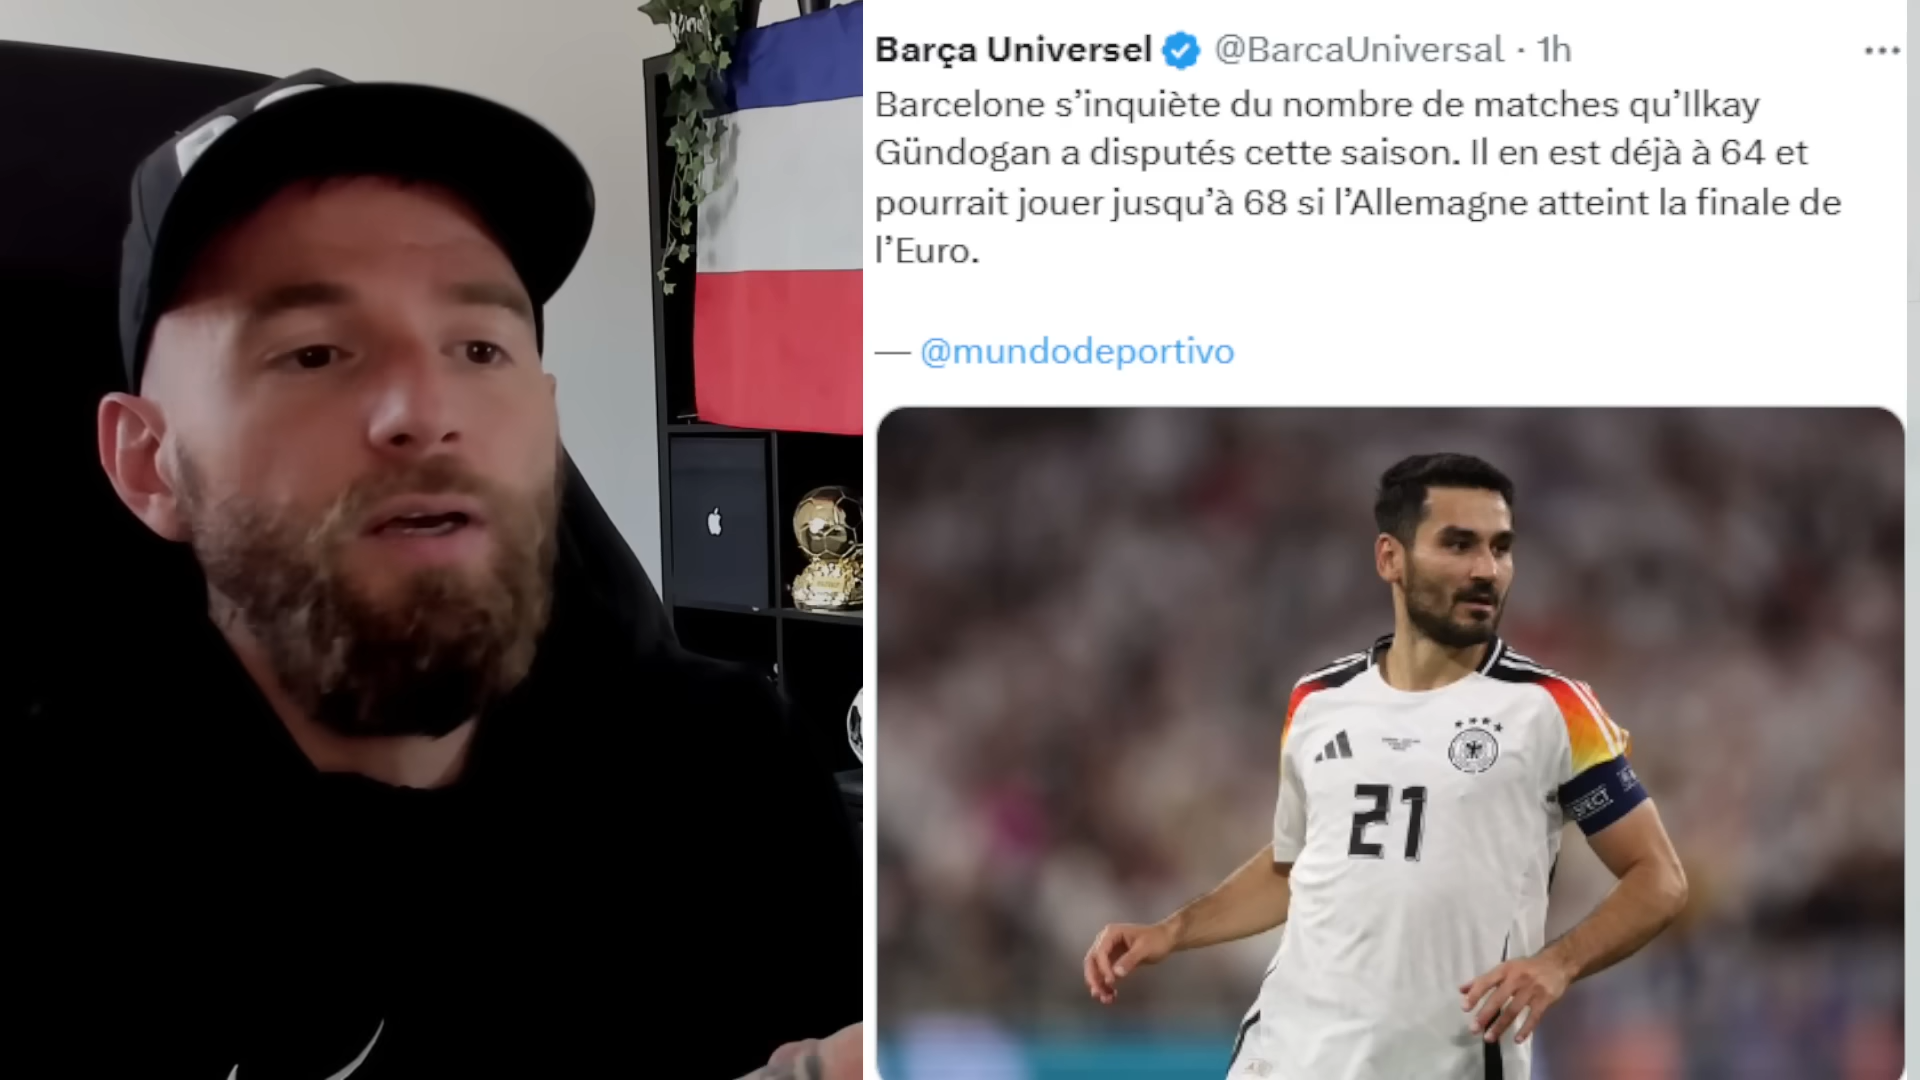 Barça Universel @BarcaUniversal · 1h
Barcelone s’inquiète du nombre de matches qu’Ilkay
Gündogan a disputés cette saison. Il en est déjà à 64 et
pourrait jouer jusqu’à 68 si l’Allemagne atteint la finale de
l’Euro.
— @mundodeportivo
21